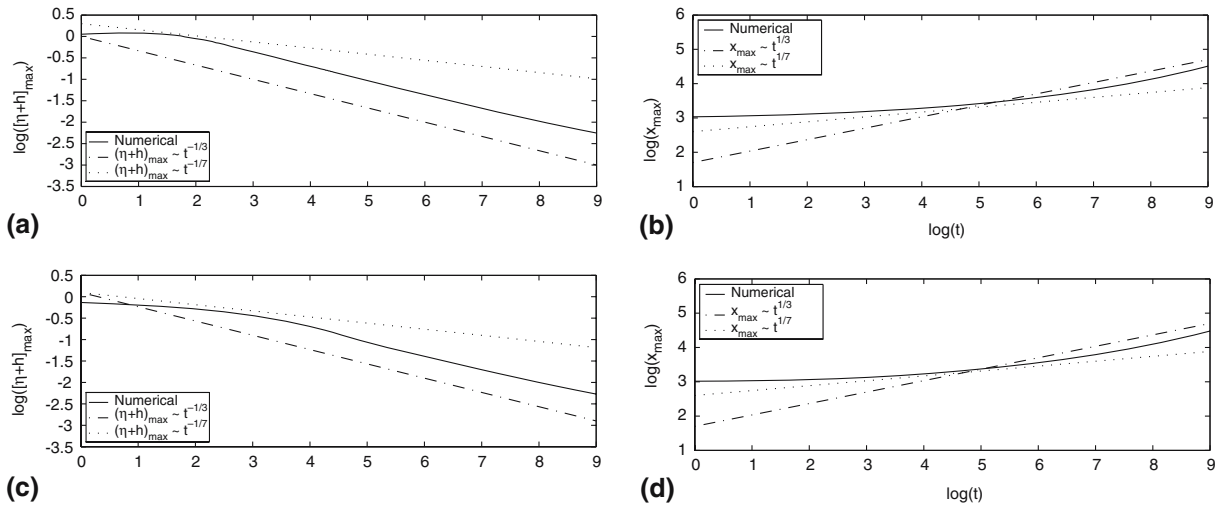 0.5
0
-0.5
-1
-1.5
-2
-2.5
-3
-3.5
log([η+h]max)
Numerical
(η+h)max ~ t-1/3
(η+h)max ~ t-1/7
0 1 2 3 4 5 6 7 8 9
(a)
6
5
4
3
2
1
log(xmax)
Numerical
xmax ~ t1/3
xmax ~ t1/7
0 1 2 3 4 5 6 7 8 9
log(t)
(b)
0.5
0
-0.5
-1
-1.5
-2
-2.5
-3
-3.5
log([η+h]max)
Numerical
(η+h)max ~ t-1/3
(η+h)max ~ t-1/7
0 1 2 3 4 5 6 7 8 9
(c)
6
5
4
3
2
1
log(xmax)
Numerical
xmax ~ t1/3
xmax ~ t1/7
0 1 2 3 4 5 6 7 8 9
log(t)
(d)